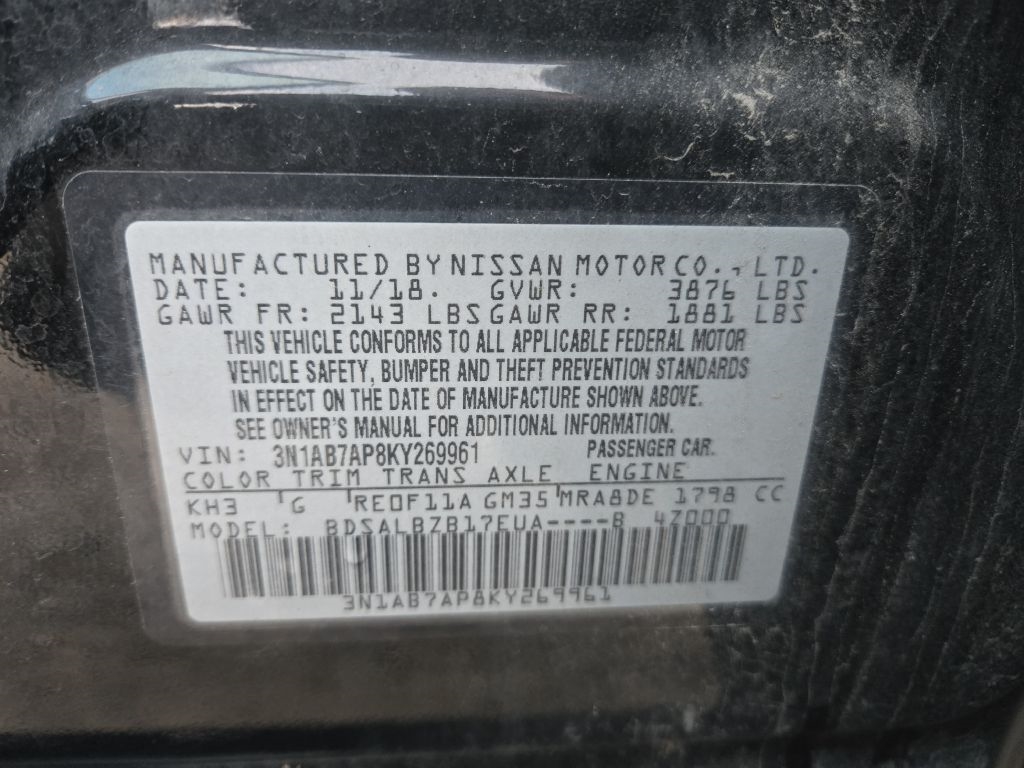 MANUFACTURED BY NISSAN MOTOR CO., LTD.
DATE: 11/18. GVWR: 3876 LBS
GAWR FR: 2143 LBS GAWR RR: 1881 LBS
THIS VEHICLE CONFORMS TO ALL APPLICABLE FEDERAL MOTOR
VEHICLE SAFETY, BUMPER AND THEFT PREVENTION STANDARDS
IN EFFECT ON THE DATE OF MANUFACTURE SHOWN ABOVE.
SEE OWNER'S MANUAL FOR ADDITIONAL INFORMATION.
VIN: 3N1AB7AP8KY269961 PASSENGER CAR.
COLOR TRIM TRANS AXLE ENGINE
KH3 G RE0F11A GM35 MRA8DE 1798 CC
MODEL: BDSALBZB17EUA----B 4Z000
3N1AB7AP8KY269961